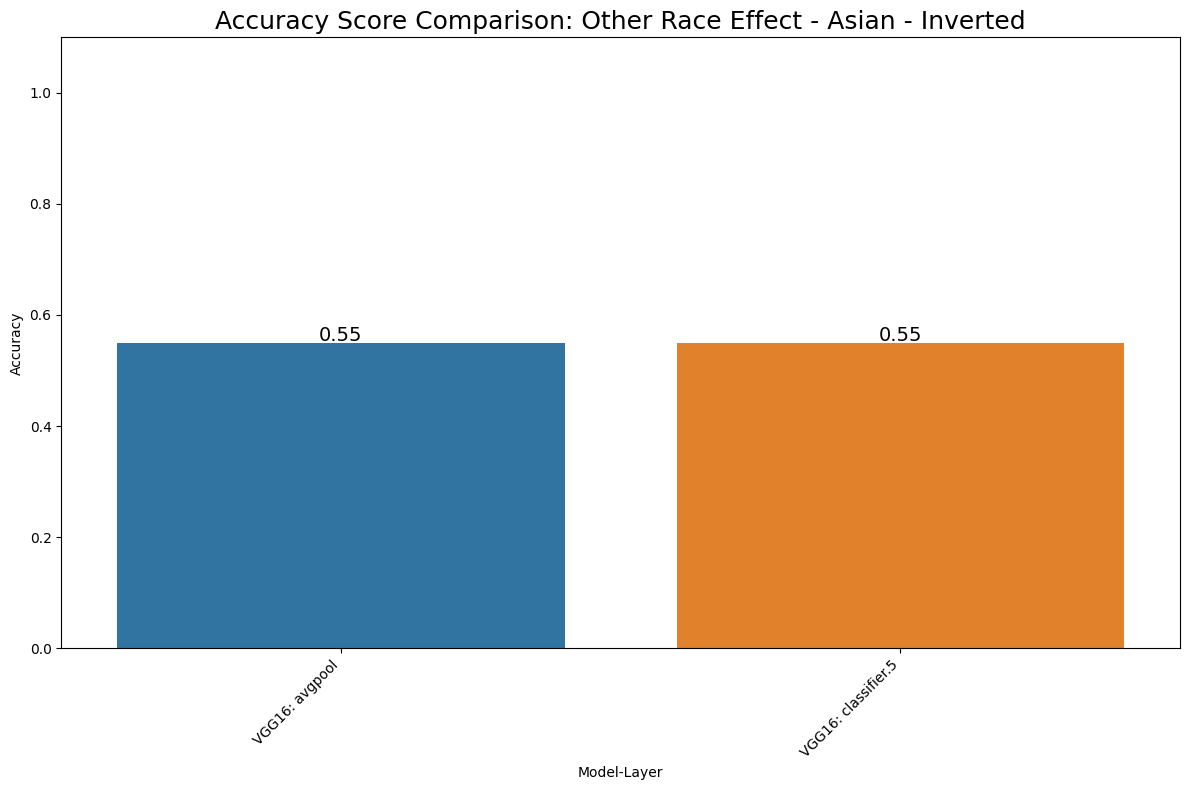 Accuracy Score Comparison: Other Race Effect - Asian - Inverted
1.0
0.8
0.6
0.4
0.2
0.0
Accuracy
0.55
0.55
VGG16: avgpool
VGG16: classifier.5
Model-Layer